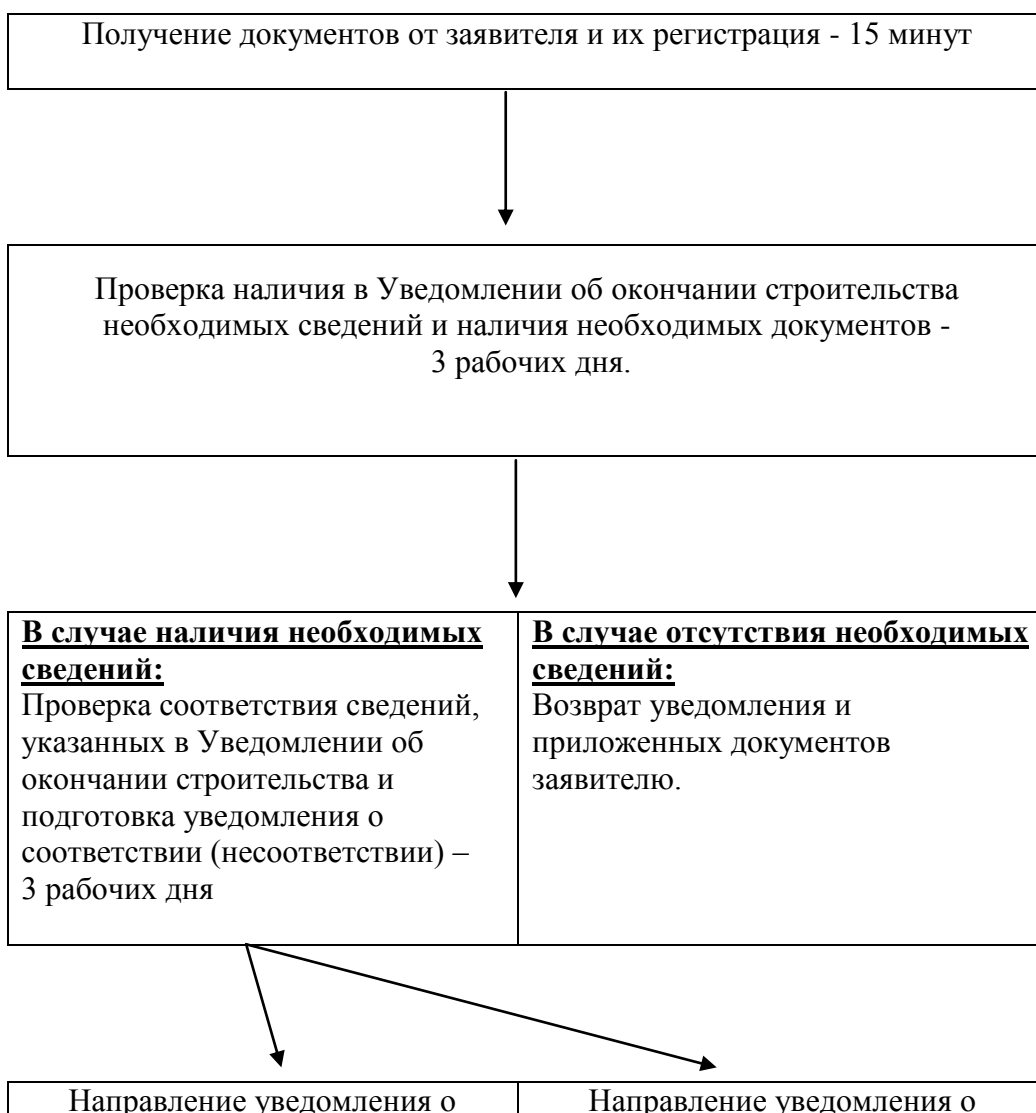 Получение документов от заявителя и их регистрация - 15 минут
Проверка наличия в Уведомлении об окончании строительства
необходимых сведений и наличия необходимых документов -
3 рабочих дня.
В случае наличия необходимых
сведений:
Проверка соответствия сведений,
указанных в Уведомлении об
окончании строительства и
подготовка уведомления о
соответствии (несоответствии) –
3 рабочих дня
В случае отсутствия необходимых
сведений:
Возврат уведомления и
приложенных документов
заявителю.
Направление уведомления о
Направление уведомления о